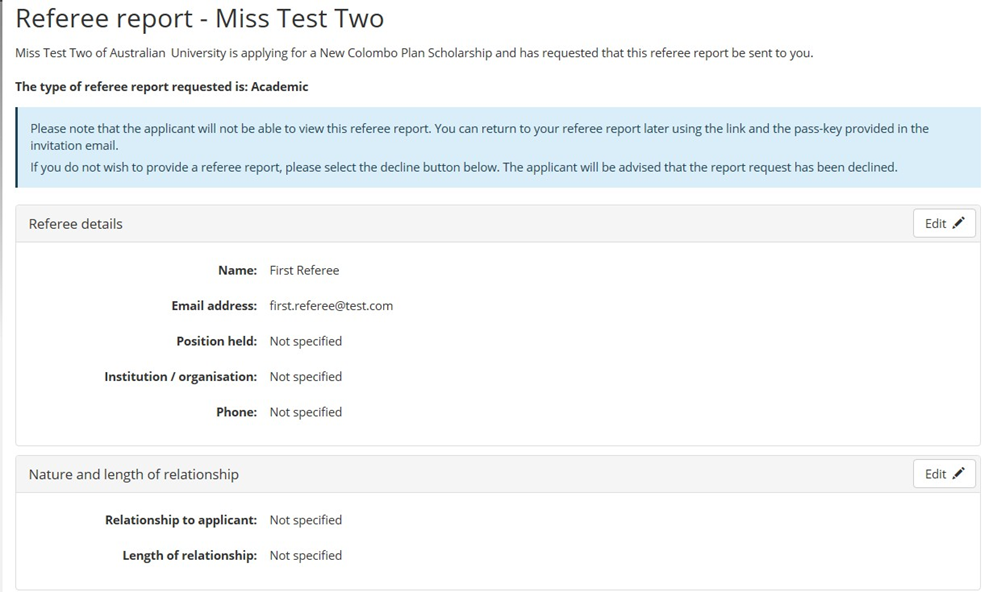 Referee report - Miss Test Two
Miss Test Two of Australian University is applying for a New Colombo Plan Scholarship and has requested that this referee report be sent to you.
The type of referee report requested is: Academic
Please note that the applicant will not be able to view this referee report. You can return to your referee report later using the link and the pass-key provided in the
invitation email.
If you do not wish to provide a referee report, please select the decline button below. The applicant will be advised that the report request has been declined.
Referee details
Edit
Name: First Referee
Email address: first.referee@test.com
Position held: Not specified
Institution / organisation: Not specified
Phone: Not specified
Nature and length of relationship
Edit
Relationship to applicant: Not specified
Length of relationship: Not specified